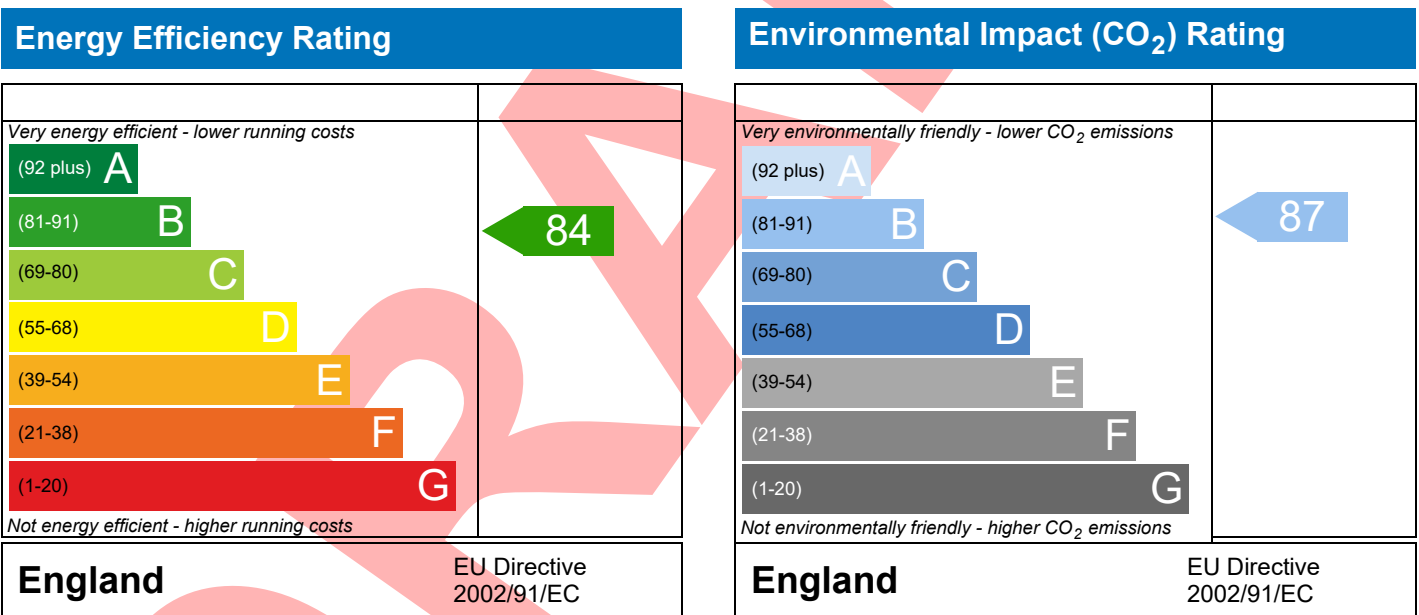 Energy Efficiency Rating
Very energy efficient - lower running costs
(92 plus) A
(81-91) B
84
(69-80) C
(55-68) D
(39-54) E
(21-38) F
(1-20) G
Not energy efficient - higher running costs
England
EU Directive
2002/91/EC
Environmental Impact (CO₂) Rating
Very environmentally friendly - lower CO₂ emissions
(92 plus) A
(81-91) B
87
(69-80) C
(55-68) D
(39-54) E
(21-38) F
(1-20) G
Not environmentally friendly - higher CO₂ emissions
England
EU Directive
2002/91/EC